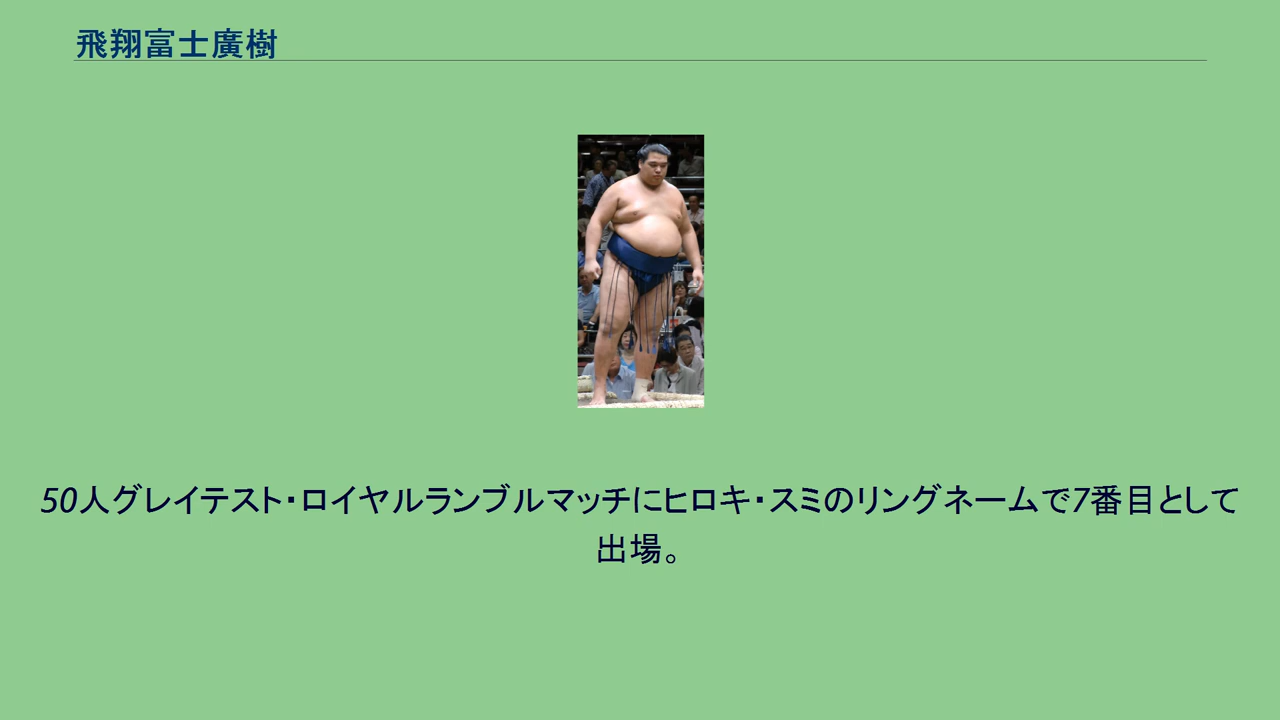 飛翔富士廣樹
50人グレイテスト・ロイヤルランブルマッチにヒロキ・スミのリングネームで7番目として
出場。